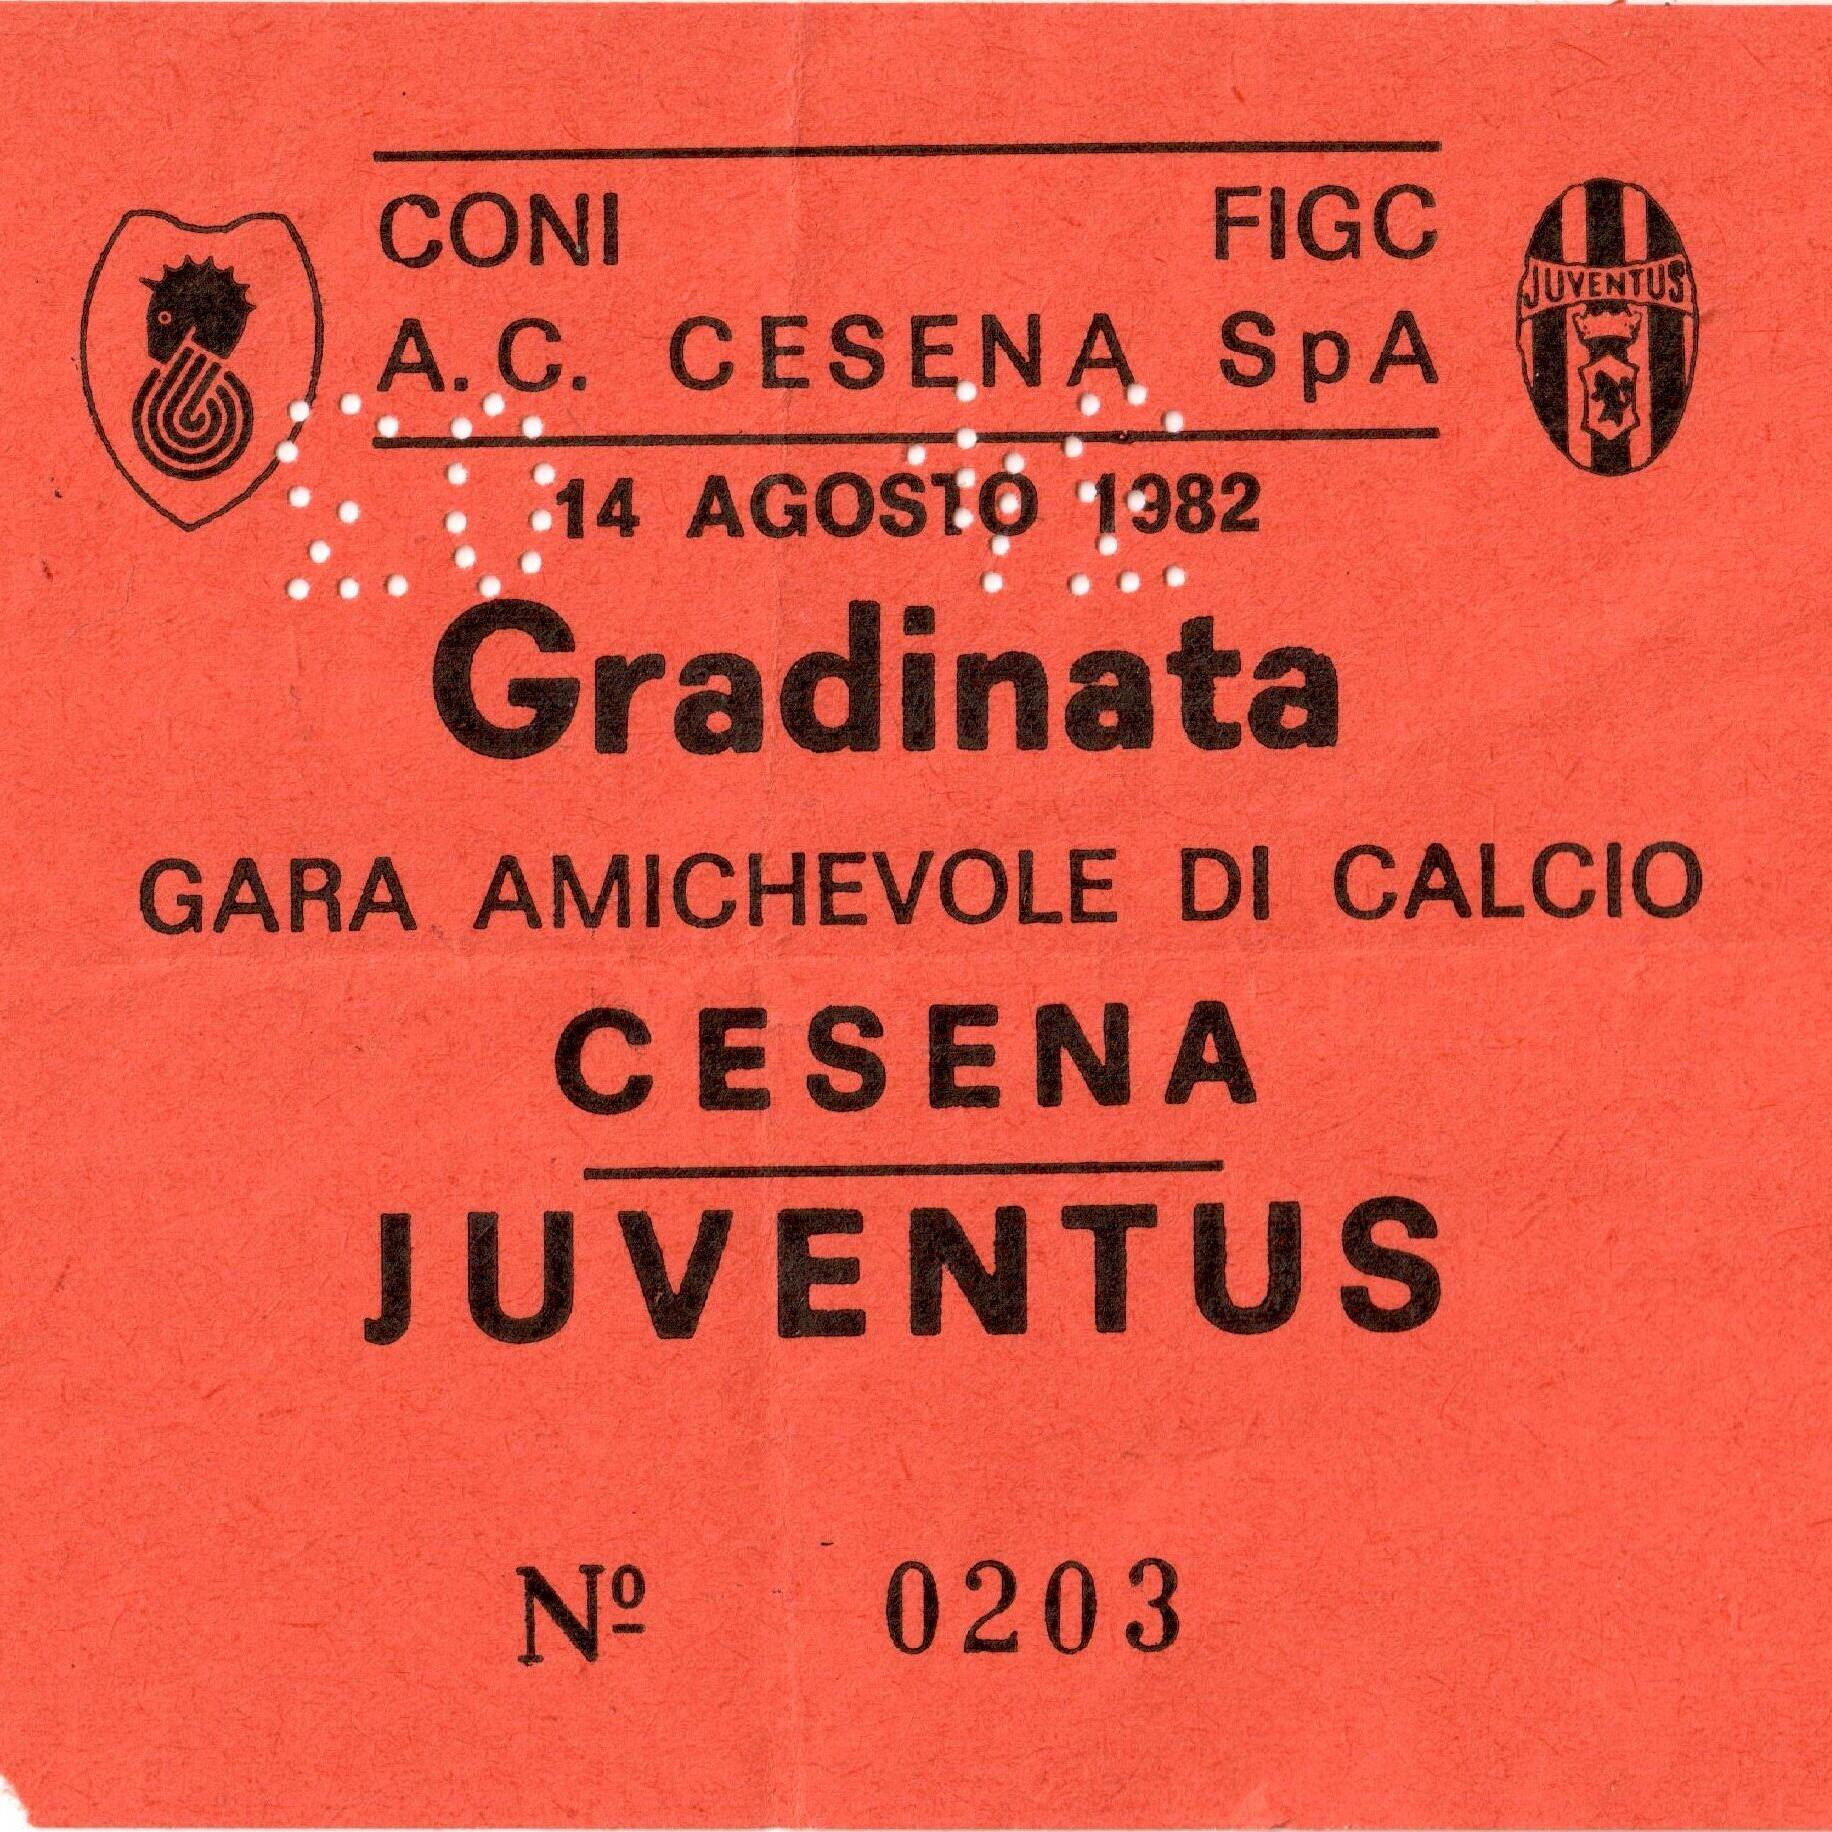 CONI FIGC
JUVENTUS
A.C. CESENA SpA
14 AGOSTO 1982
Gradinata
GARA AMICHEVOLE DI CALCIO
CESENA
JUVENTUS
Nº 0203